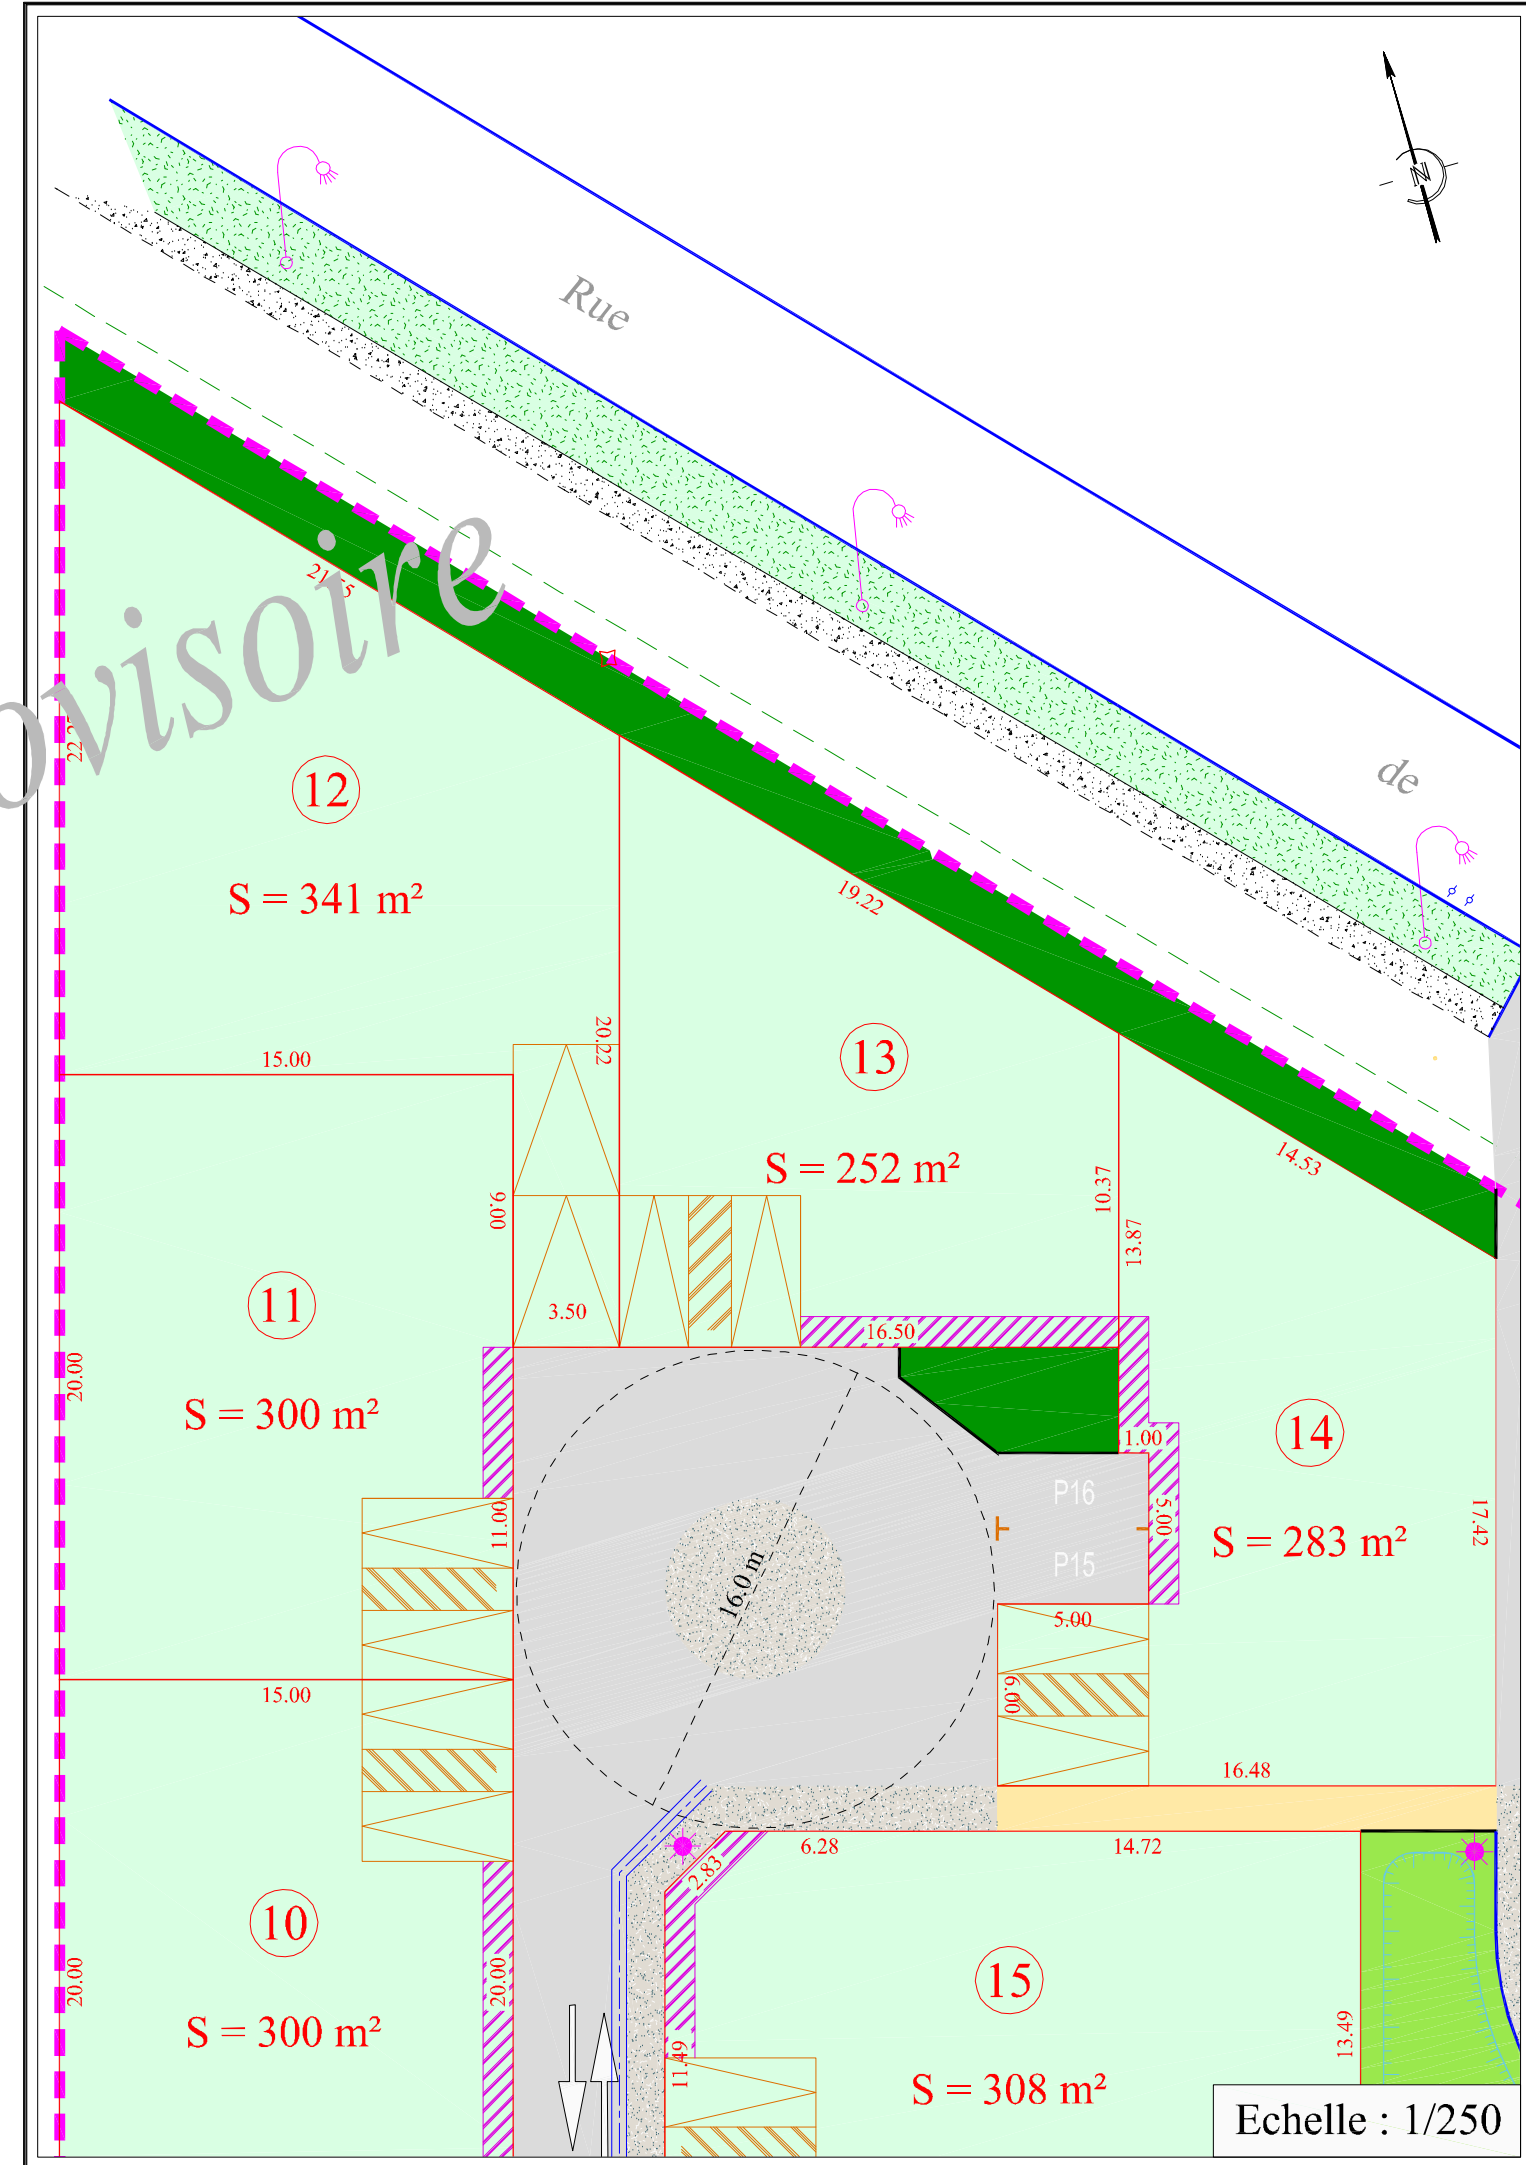 N
Rue
de
ovisoire
21.55
12
S = 341 m²
19.22
15.00
20.22
13
S = 252 m²
14.53
10.37
13.87
9.00
11
3.50
16.50
20.00
S = 300 m²
14
1.00
P16
5.00
11.00
17.42
S = 283 m²
P15
16.0 m
5.00
15.00
6.00
16.48
6.28
14.72
2.83
10
20.00
20.00
15
S = 300 m²
13.49
11.49
S = 308 m²
Echelle : 1/250